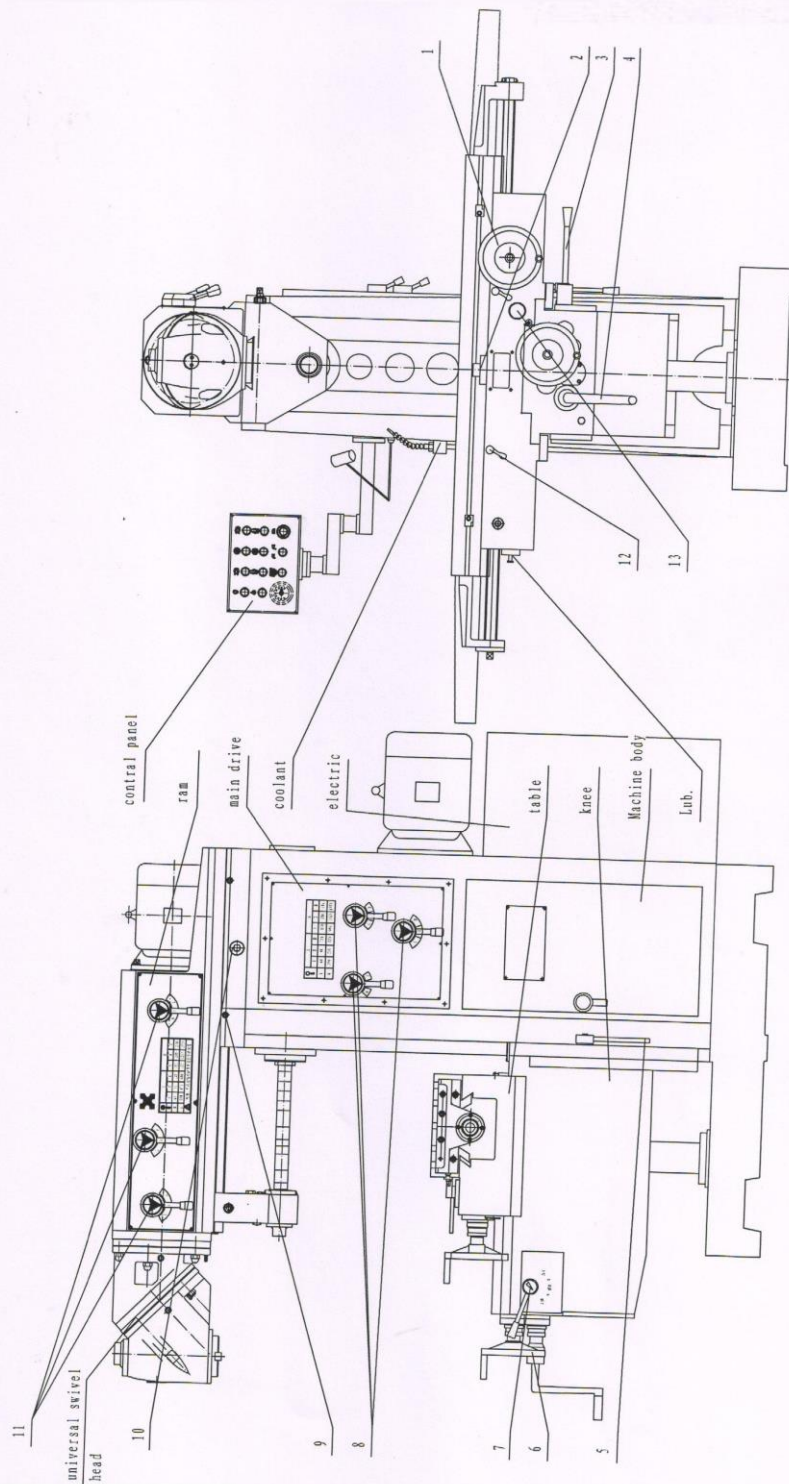 1
2
3
4
12
13
contral panel
ram
main drive
coolant
electric
table
knee
Machine body
Lub.
11
universal swivel
head
10
9
8
7
6
5